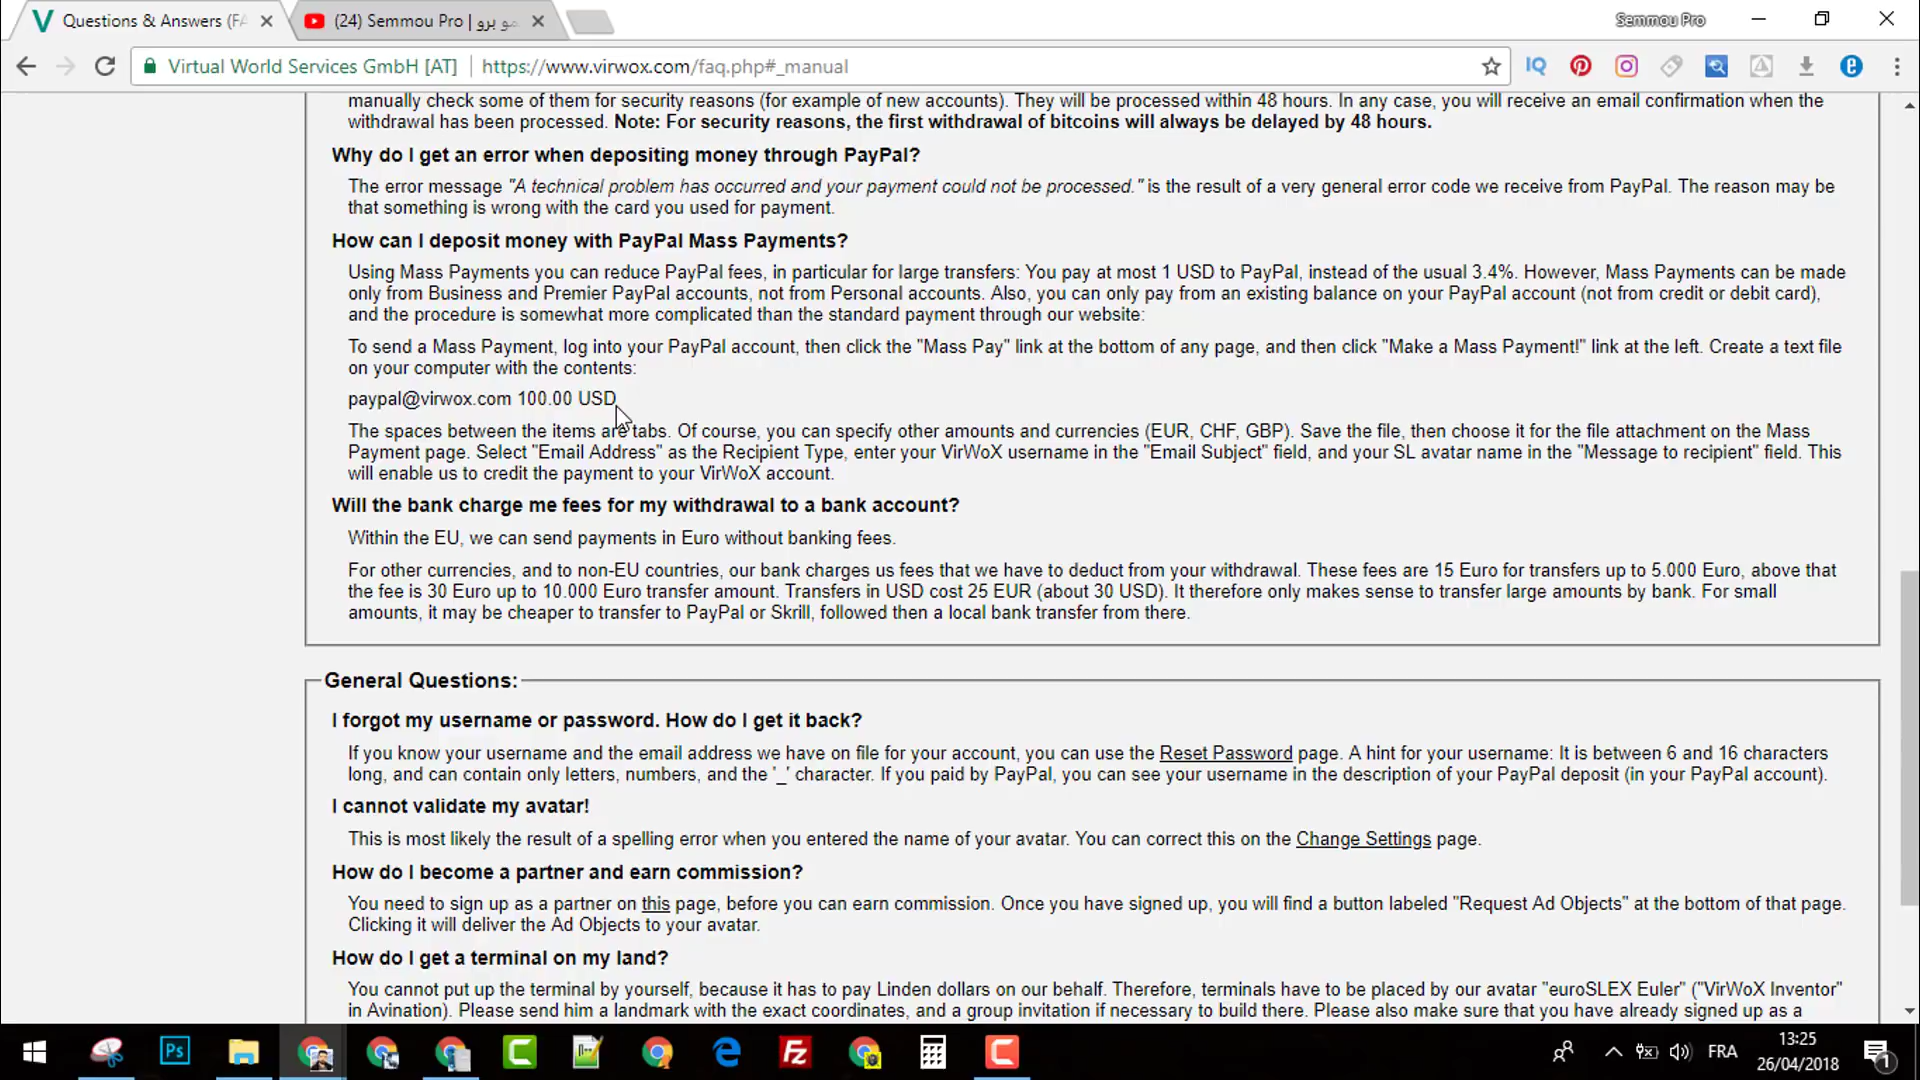 Questions & Answers (FA
(24) Semmou Pro | مو برو
Semmou Pro
Virtual World Services GmbH [AT]
https://www.virwox.com/faq.php#_manual
manually check some of them for security reasons (for example of new accounts). They will be processed within 48 hours. In any case, you will receive an email confirmation when the
withdrawal has been processed. Note: For security reasons, the first withdrawal of bitcoins will always be delayed by 48 hours.
Why do I get an error when depositing money through PayPal?
The error message "A technical problem has occurred and your payment could not be processed." is the result of a very general error code we receive from PayPal. The reason may be
that something is wrong with the card you used for payment.
How can I deposit money with PayPal Mass Payments?
Using Mass Payments you can reduce PayPal fees, in particular for large transfers: You pay at most 1 USD to PayPal, instead of the usual 3.4%. However, Mass Payments can be made
only from Business and Premier PayPal accounts, not from Personal accounts. Also, you can only pay from an existing balance on your PayPal account (not from credit or debit card),
and the procedure is somewhat more complicated than the standard payment through our website:
To send a Mass Payment, log into your PayPal account, then click the "Mass Pay" link at the bottom of any page, and then click "Make a Mass Payment!" link at the left. Create a text file
on your computer with the contents:
paypal@virwox.com 100.00 USD
The spaces between the items are tabs. Of course, you can specify other amounts and currencies (EUR, CHF, GBP). Save the file, then choose it for the file attachment on the Mass
Payment page. Select "Email Address" as the Recipient Type, enter your VirWoX username in the "Email Subject" field, and your SL avatar name in the "Message to recipient" field. This
will enable us to credit the payment to your VirWoX account.
Will the bank charge me fees for my withdrawal to a bank account?
Within the EU, we can send payments in Euro without banking fees.
For other currencies, and to non-EU countries, our bank charges us fees that we have to deduct from your withdrawal. These fees are 15 Euro for transfers up to 5.000 Euro, above that
the fee is 30 Euro up to 10.000 Euro transfer amount. Transfers in USD cost 25 EUR (about 30 USD). It therefore only makes sense to transfer large amounts by bank. For small
amounts, it may be cheaper to transfer to PayPal or Skrill, followed then a local bank transfer from there.
General Questions:
I forgot my username or password. How do I get it back?
If you know your username and the email address we have on file for your account, you can use the Reset Password page. A hint for your username: It is between 6 and 16 characters
long, and can contain only letters, numbers, and the '_' character. If you paid by PayPal, you can see your username in the description of your PayPal deposit (in your PayPal account).
I cannot validate my avatar!
This is most likely the result of a spelling error when you entered the name of your avatar. You can correct this on the Change Settings page.
How do I become a partner and earn commission?
You need to sign up as a partner on this page, before you can earn commission. Once you have signed up, you will find a button labeled "Request Ad Objects" at the bottom of that page.
Clicking it will deliver the Ad Objects to your avatar.
How do I get a terminal on my land?
You cannot put up the terminal by yourself, because it has to pay Linden dollars on our behalf. Therefore, terminals have to be placed by our avatar "euroSLEX Euler" ("VirWoX Inventor"
in Avination). Please send him a landmark with the exact coordinates, and a group invitation if necessary to build there. Please also make sure that you have already signed up as a
FRA
13:25
26/04/2018
1